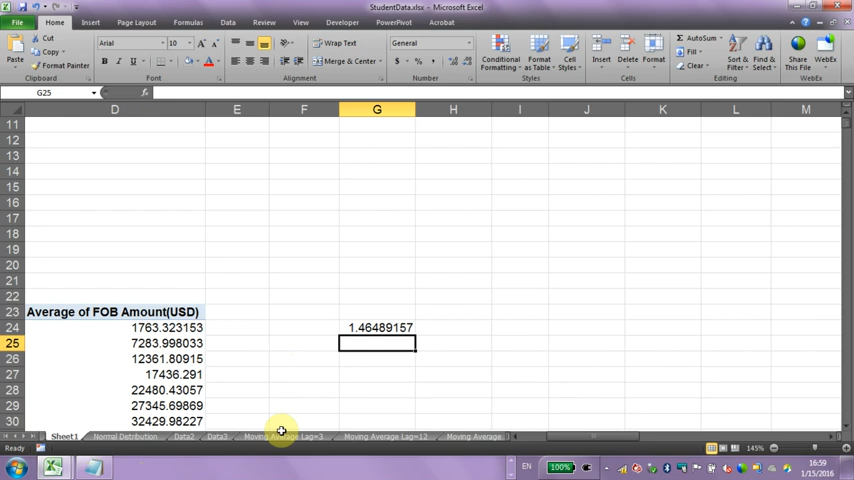 StudentData.xlsx - Microsoft Excel
File Home Insert Page Layout Formulas Data Review View Developer PowerPivot Acrobat
Paste Cut Copy Format Painter Clipboard
Arial 10 B I U Font
Wrap Text Merge & Center Alignment
General $ % , Number
Conditional Formatting Format as Table Cell Styles Styles
Insert Delete Format Cells
Σ AutoSum Fill Clear Sort & Filter Find & Select Editing
Share This File WebEx WebEx
G25 fx
D E F G H I J K L M
11
12
13
14
15
16
17
18
19
20
21
22
23 Average of FOB Amount(USD)
24 1763.323153 1.46489157
25 7283.998033
26 12361.80915
27 17436.291
28 22480.43057
29 27345.69869
30 32429.98227
Sheet1 Normal Distribution Data2 Data3 Moving Average Lag=3 Moving Average Lag=12 Moving Average
Ready 145%
EN 100% 16:59
1/15/2016